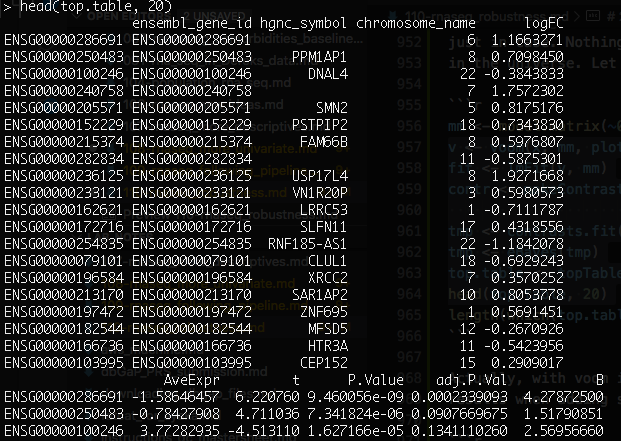 > head(top.table, 20)
ensembl_gene_id hgnc_symbol chromosome_name logFC
ENSG00000286691 ENSG00000286691 6 1.1663271
ENSG00000250483 ENSG00000250483 PPM1AP1 8 0.7098450
ENSG00000100246 ENSG00000100246 DNAL4 22 -0.3843833
ENSG00000240758 ENSG00000240758 7 1.7572302
ENSG00000205571 ENSG00000205571 SMN2 5 0.8175176
ENSG00000152229 ENSG00000152229 PSTPIP2 18 0.7343830
ENSG00000215374 ENSG00000215374 FAM66B 8 0.5976807
ENSG00000282834 ENSG00000282834 11 -0.5875301
ENSG00000236125 ENSG00000236125 USP17L4 8 1.9271668
ENSG00000233121 ENSG00000233121 VN1R20P 3 0.5980573
ENSG00000162621 ENSG00000162621 LRRC53 1 -0.7111787
ENSG00000172716 ENSG00000172716 SLFN11 17 0.4318556
ENSG00000254835 ENSG00000254835 RNF185-AS1 22 -1.1842078
ENSG00000079101 ENSG00000079101 CLUL1 18 -0.6929243
ENSG00000196584 ENSG00000196584 XRCC2 7 0.3570252
ENSG00000213170 ENSG00000213170 SAR1AP2 10 0.8053778
ENSG00000197472 ENSG00000197472 ZNF695 1 0.5691451
ENSG00000182544 ENSG00000182544 MFSD5 12 -0.2670926
ENSG00000166736 ENSG00000166736 HTR3A 11 -0.5423956
ENSG00000103995 ENSG00000103995 CEP152 15 0.2909017
AveExpr t P.Value adj.P.Val B
ENSG00000286691 -1.58646457 6.220760 9.460056e-09 0.0002339093 4.27872500
ENSG00000250483 -0.78427908 4.711036 7.341824e-06 0.0907669675 1.51790851
ENSG00000100246 3.77282935 -4.513110 1.627166e-05 0.1341110260 2.56956660